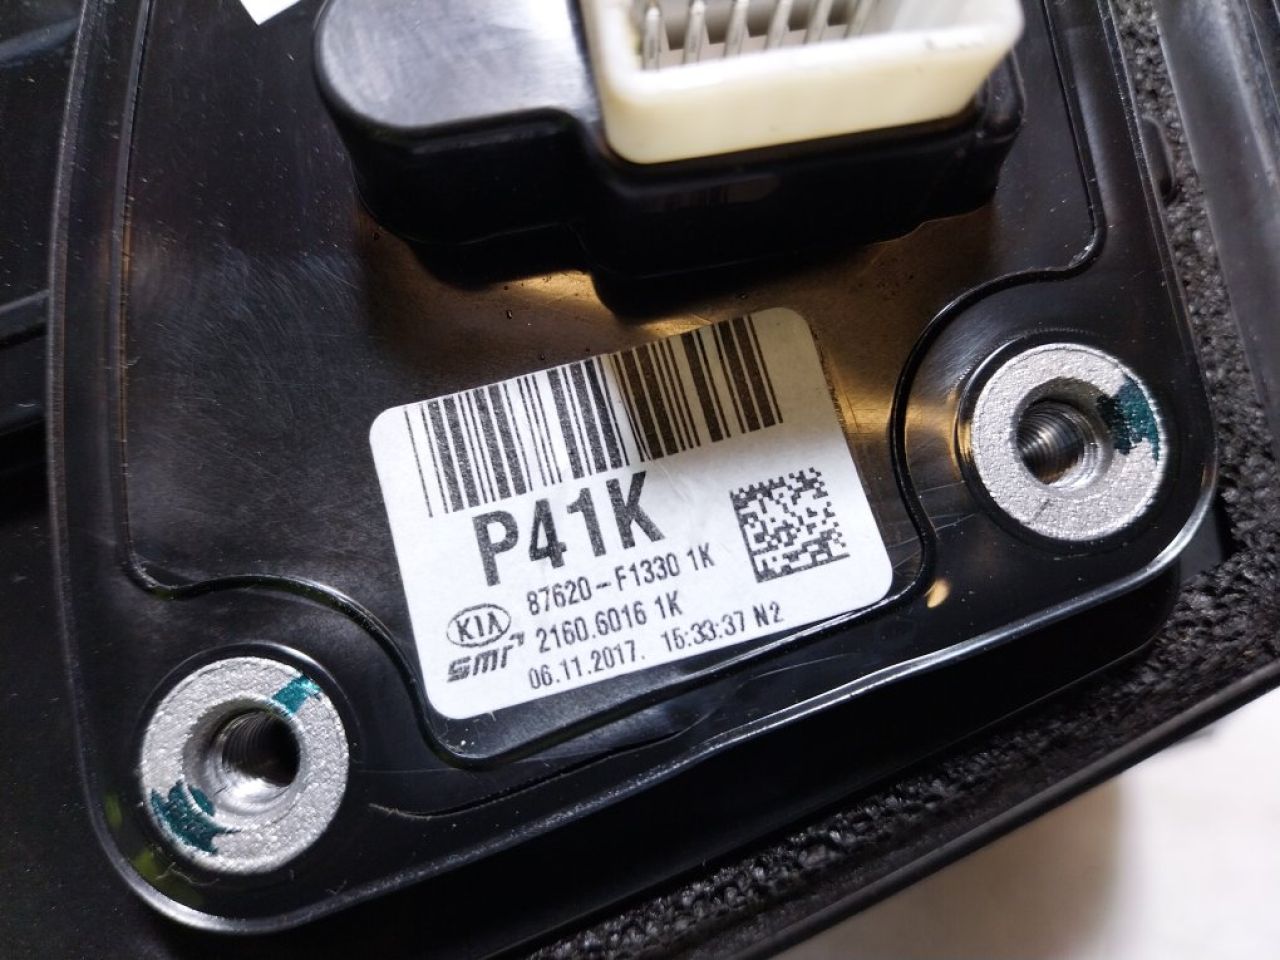 P41K
87620-F1330 1K
KIA
2160.6016 1K
smr
06.11.2017. 15:33:37 N2